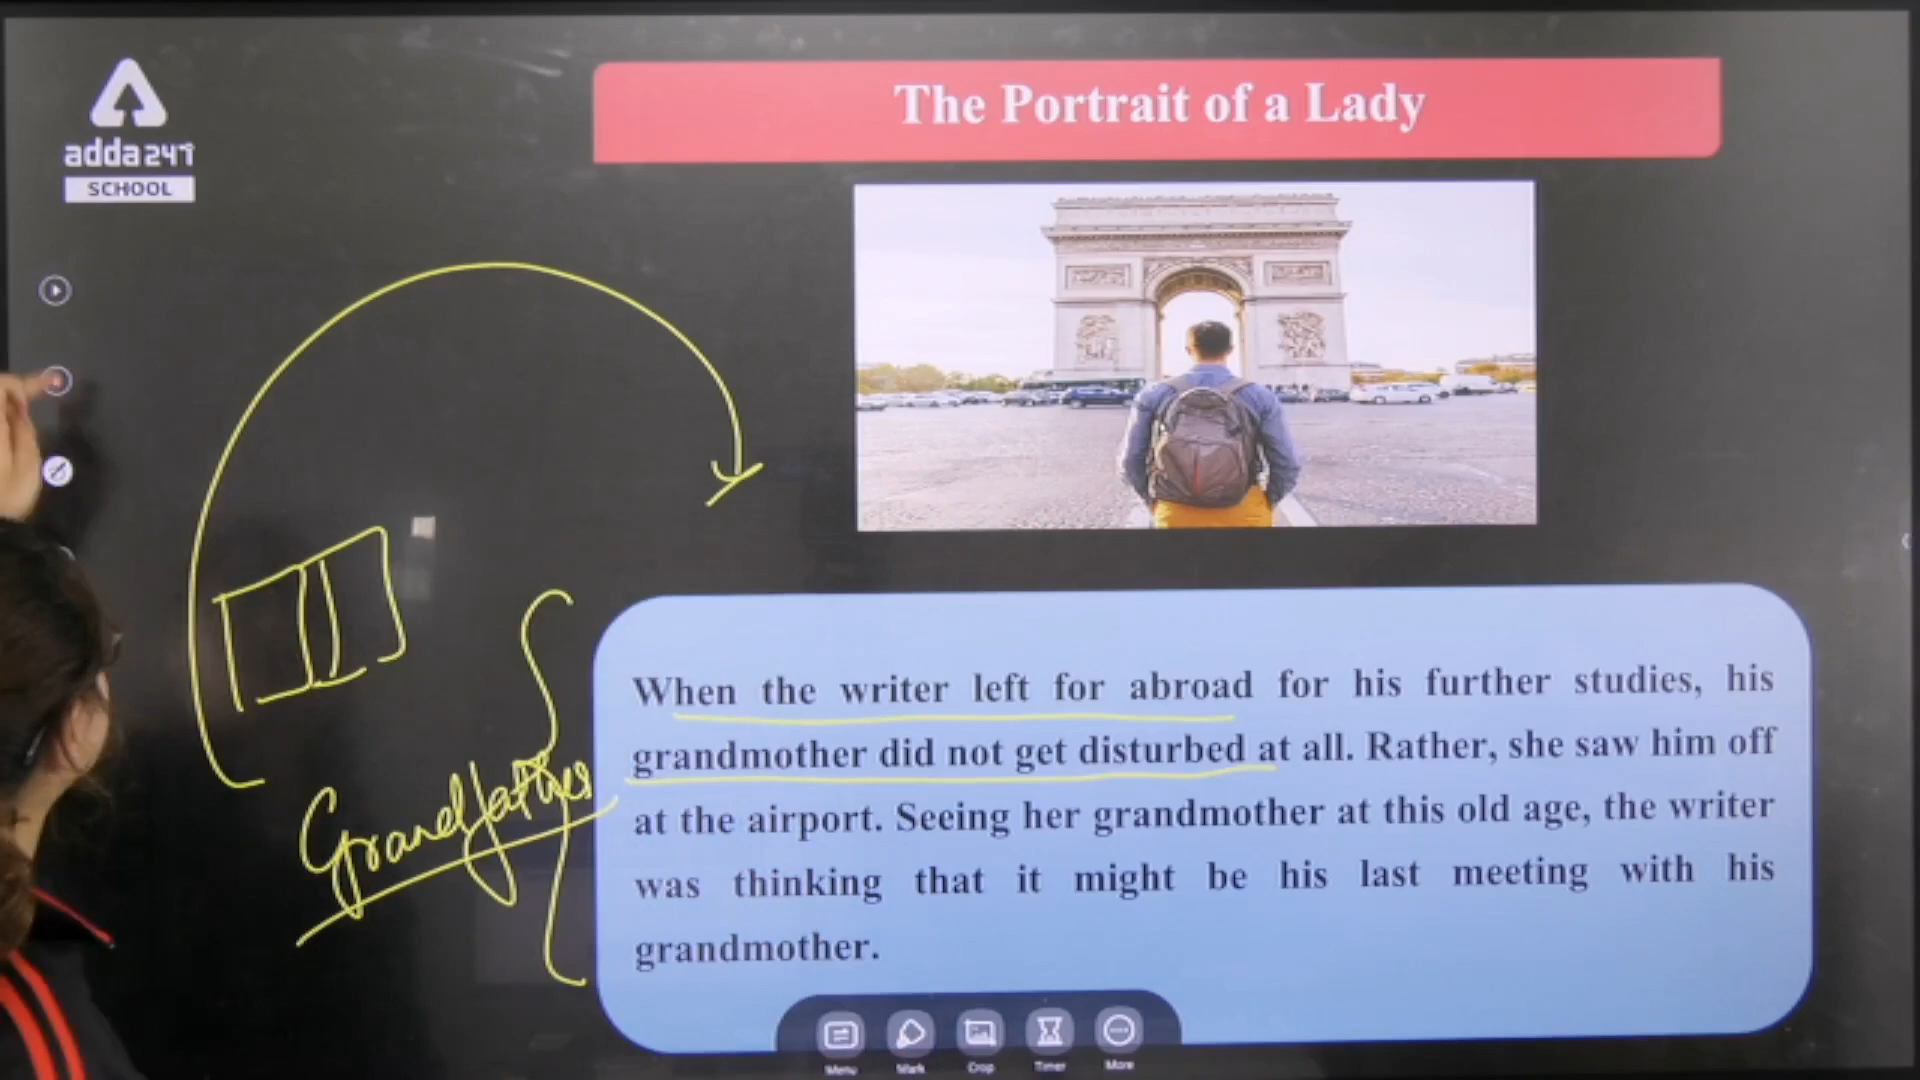 The Portrait of a Lady
adda247
SCHOOL
When the writer left for abroad for his further studies, his
grandmother did not get disturbed at all. Rather, she saw him off
at the airport. Seeing her grandmother at this old age, the writer
was thinking that it might be his last meeting with his
grandmother.
Grandfather
Menu Mark Crop Timer More